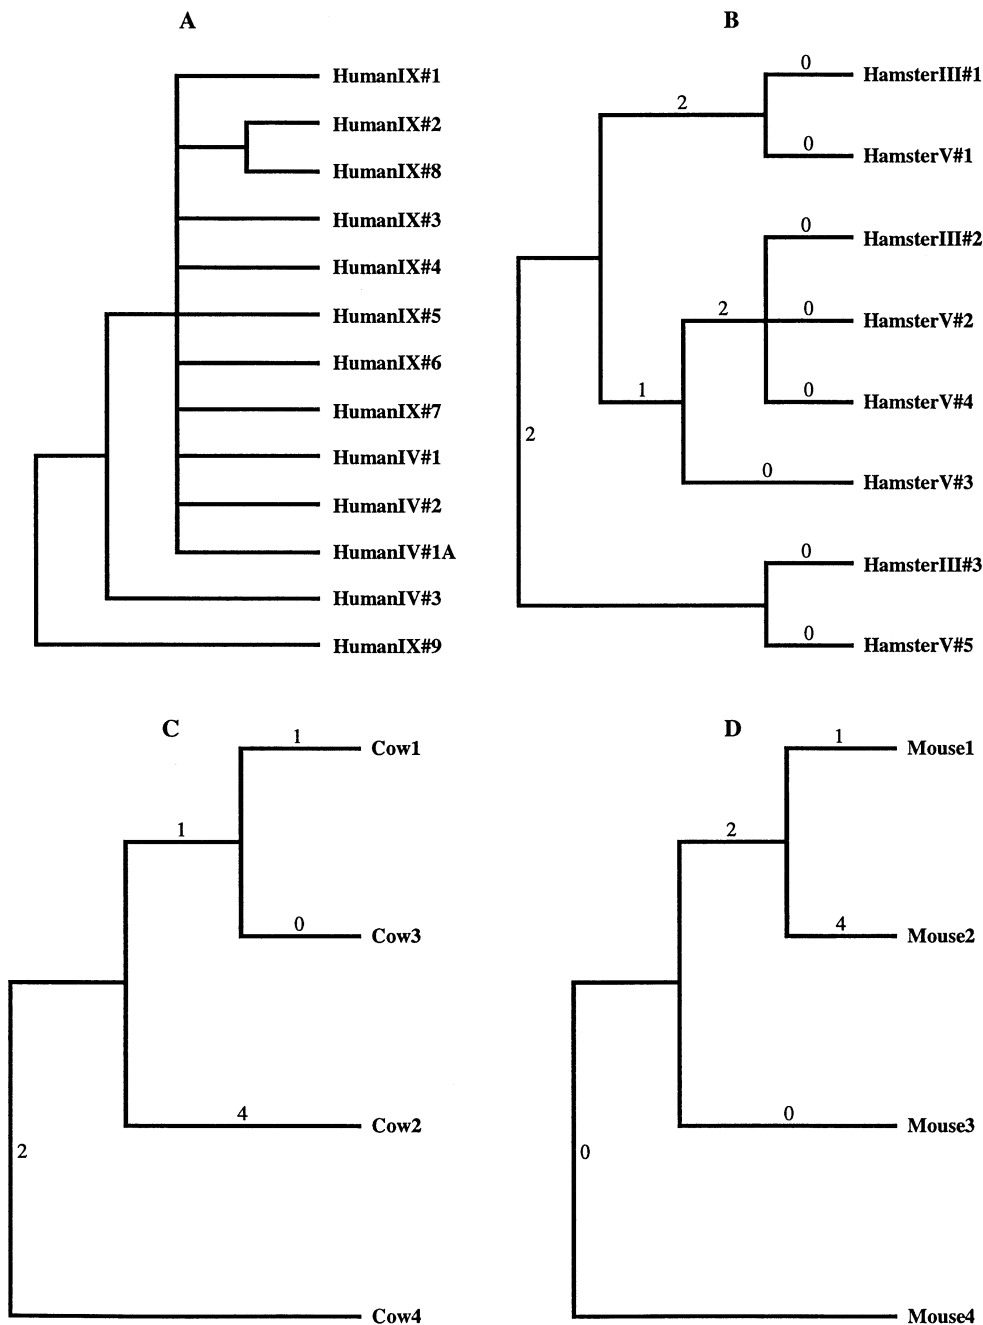 A
HumanIX#1
HumanIX#2
HumanIX#8
HumanIX#3
HumanIX#4
HumanIX#5
HumanIX#6
HumanIX#7
HumanIV#1
HumanIV#2
HumanIV#1A
HumanIV#3
HumanIX#9
B
0
HamsterIII#1
2
0
HamsterV#1
0
HamsterIII#2
2
0
HamsterV#2
1
0
HamsterV#4
2
0
HamsterV#3
0
HamsterIII#3
0
HamsterV#5
C
1
Cow1
1
0
Cow3
4
Cow2
2
Cow4
D
1
Mouse1
2
4
Mouse2
0
Mouse3
0
Mouse4